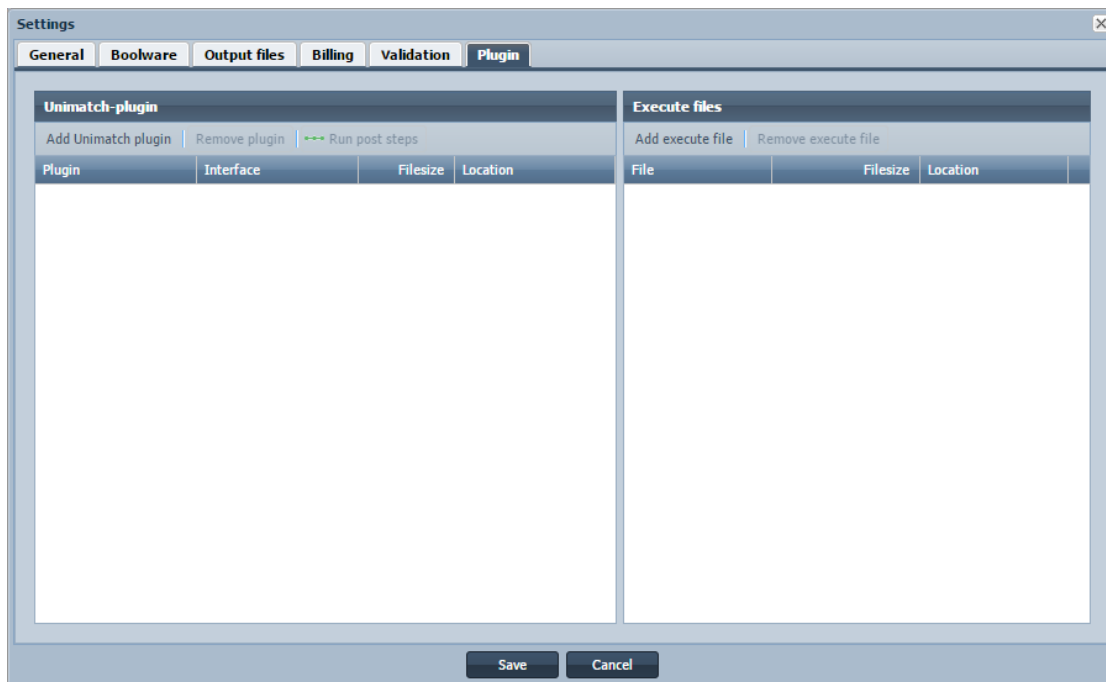 Settings
General Boolware Output files Billing Validation Plugin
Unimatch-plugin
Add Unimatch plugin Remove plugin Run post steps
Plugin Interface Filesize Location
Execute files
Add execute file Remove execute file
File Filesize Location
Save Cancel